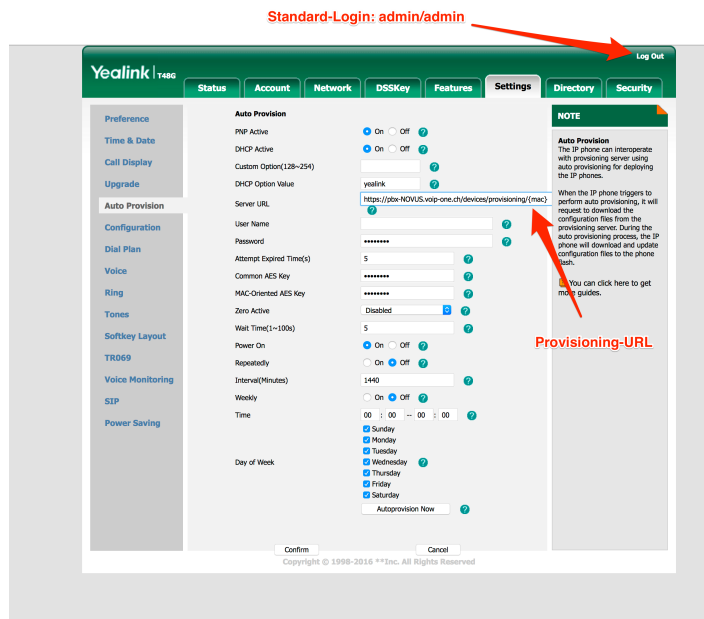 Standard-Login: admin/admin
Log Out
Yealink T48G
Status Account Network DSSKey Features Settings Directory Security
Preference
Time & Date
Call Display
Upgrade
Auto Provision
Configuration
Dial Plan
Voice
Ring
Tones
Softkey Layout
TR069
Voice Monitoring
SIP
Power Saving
Auto Provision
PNP Active On Off ?
DHCP Active On Off ?
Custom Option(128~254) ?
DHCP Option Value yealink ?
Server URL https://pbx-NOVUS.voip-one.ch/devices/provisioning/{mac}
?
User Name ?
Password •••••••• ?
Attempt Expired Time(s) 5 ?
Common AES Key •••••••• ?
MAC-Oriented AES Key •••••••• ?
Zero Active Disabled ?
Wait Time(1~100s) 5 ?
Power On On Off ?
Repeatedly On Off ?
Interval(Minutes) 1440 ?
Weekly On Off ?
Time 00 : 00 -- 00 : 00 ?
Day of Week
Sunday
Monday
Tuesday
Wednesday ?
Thursday
Friday
Saturday
Autoprovision Now ?
Confirm Cancel
NOTE
Auto Provision
The IP phone can interoperate
with provisioning server using
auto provisioning for deploying
the IP phones.
When the IP phone triggers to
perform auto provisioning, it will
request to download the
configuration files from the
provisioning server. During the
auto provisioning process, the IP
phone will download and update
configuration files to the phone
flash.
You can click here to get
more guides.
Provisioning-URL
Copyright © 1998-2016 **Inc. All Rights Reserved